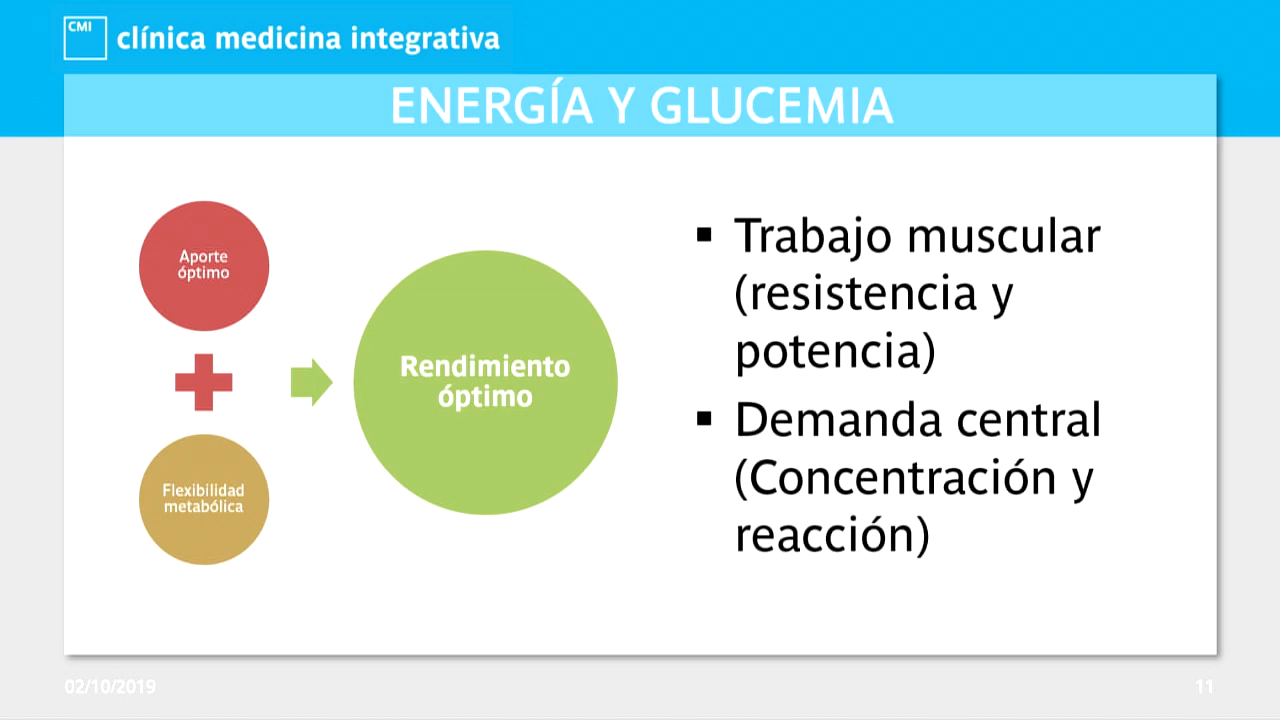 CMI
clínica medicina integrativa
ENERGÍA Y GLUCEMIA
Aporte
óptimo
Flexibilidad
metabólica
Rendimiento
óptimo
▪ Trabajo muscular
(resistencia y
potencia)
▪ Demanda central
(Concentración y
reacción)
02/10/2019
11